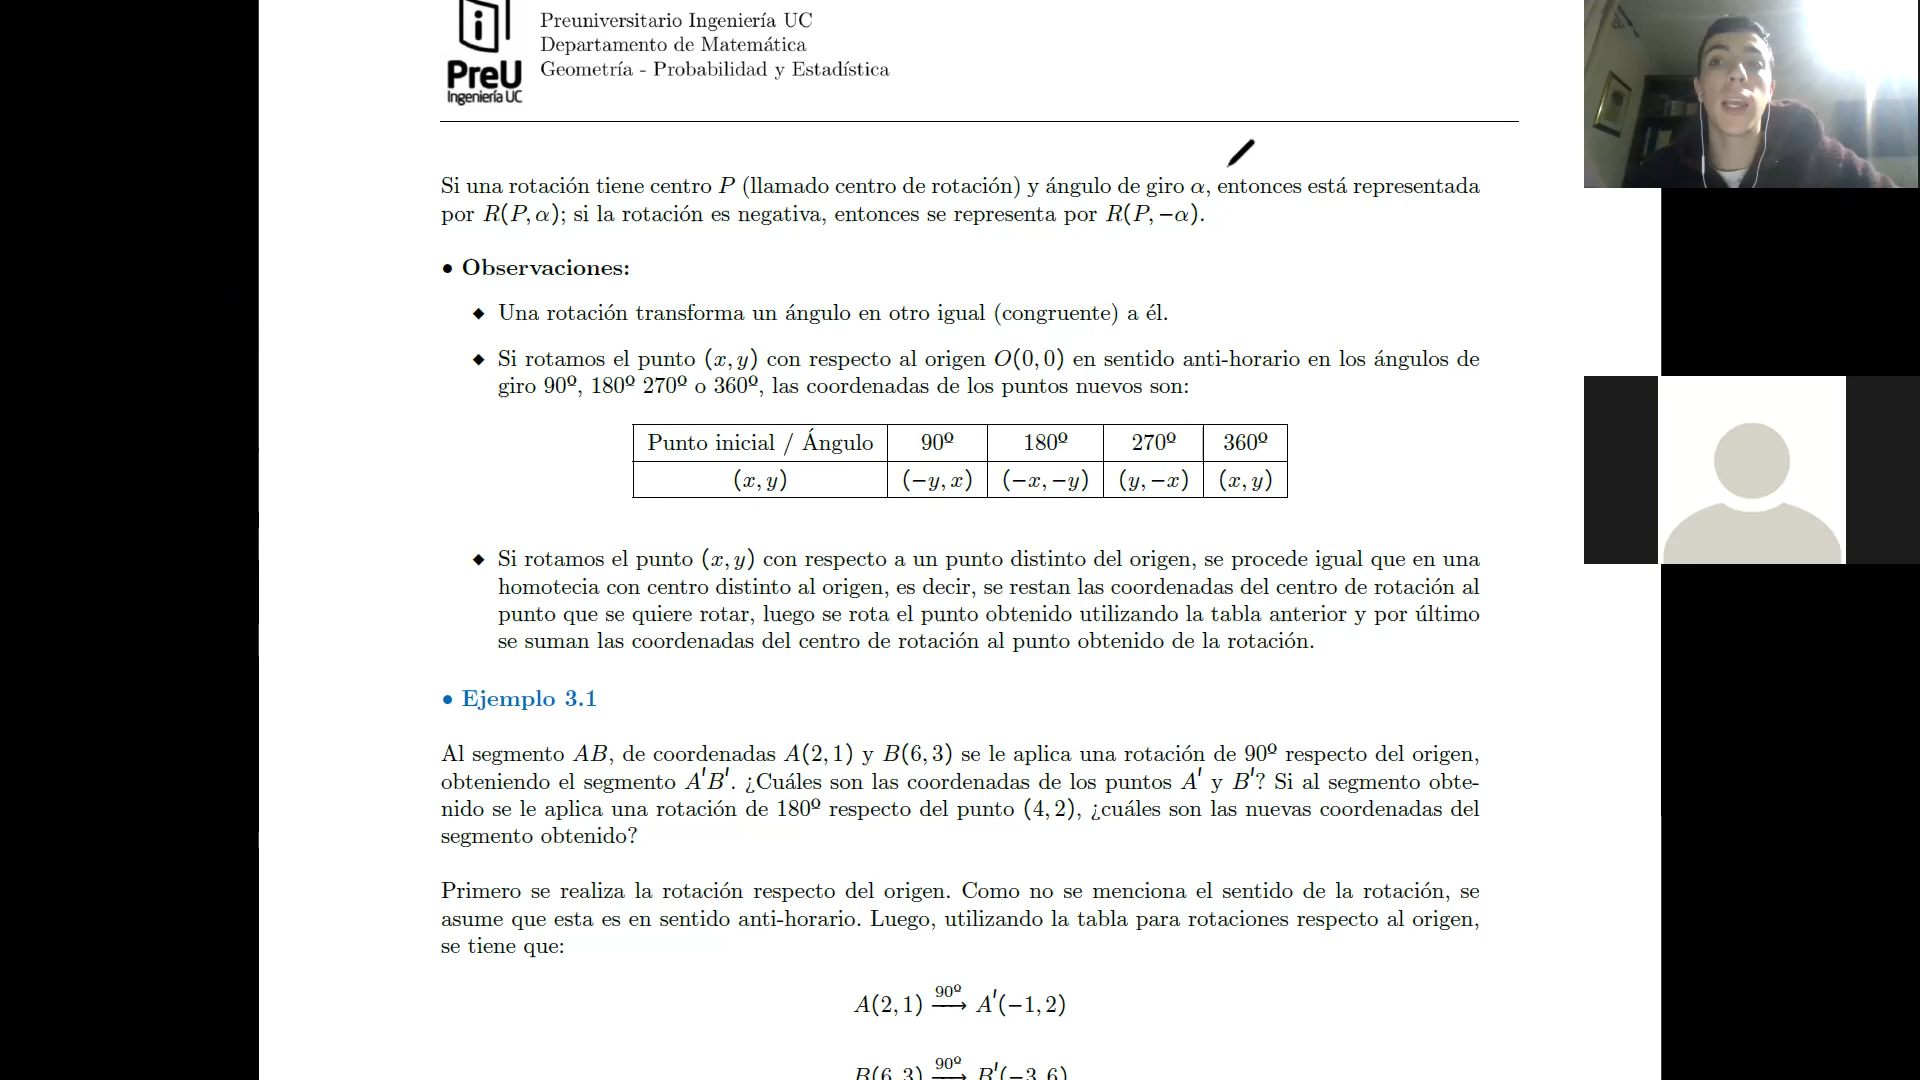 PreU
Ingeniería UC
Preuniversitario Ingeniería UC
Departamento de Matemática
Geometría - Probabilidad y Estadística
Si una rotación tiene centro P (llamado centro de rotación) y ángulo de giro α, entonces está representada
por R(P, α); si la rotación es negativa, entonces se representa por R(P, −α).
• Observaciones:
◆ Una rotación transforma un ángulo en otro igual (congruente) a él.
◆ Si rotamos el punto (x, y) con respecto al origen O(0, 0) en sentido anti-horario en los ángulos de
giro 90º, 180º 270º o 360º, las coordenadas de los puntos nuevos son:
Punto inicial / Ángulo 90º 180º 270º 360º
(x, y) (−y, x) (−x, −y) (y, −x) (x, y)
◆ Si rotamos el punto (x, y) con respecto a un punto distinto del origen, se procede igual que en una
homotecia con centro distinto al origen, es decir, se restan las coordenadas del centro de rotación al
punto que se quiere rotar, luego se rota el punto obtenido utilizando la tabla anterior y por último
se suman las coordenadas del centro de rotación al punto obtenido de la rotación.
• Ejemplo 3.1
Al segmento AB, de coordenadas A(2, 1) y B(6, 3) se le aplica una rotación de 90º respecto del origen,
obteniendo el segmento A′B′. ¿Cuáles son las coordenadas de los puntos A′ y B′? Si al segmento obte-
nido se le aplica una rotación de 180º respecto del punto (4, 2), ¿cuáles son las nuevas coordenadas del
segmento obtenido?
Primero se realiza la rotación respecto del origen. Como no se menciona el sentido de la rotación, se
asume que esta es en sentido anti-horario. Luego, utilizando la tabla para rotaciones respecto al origen,
se tiene que:
A(2, 1) 90º⟶ A′(−1, 2)
B(6, 3) 90º⟶ B′(−3, 6)